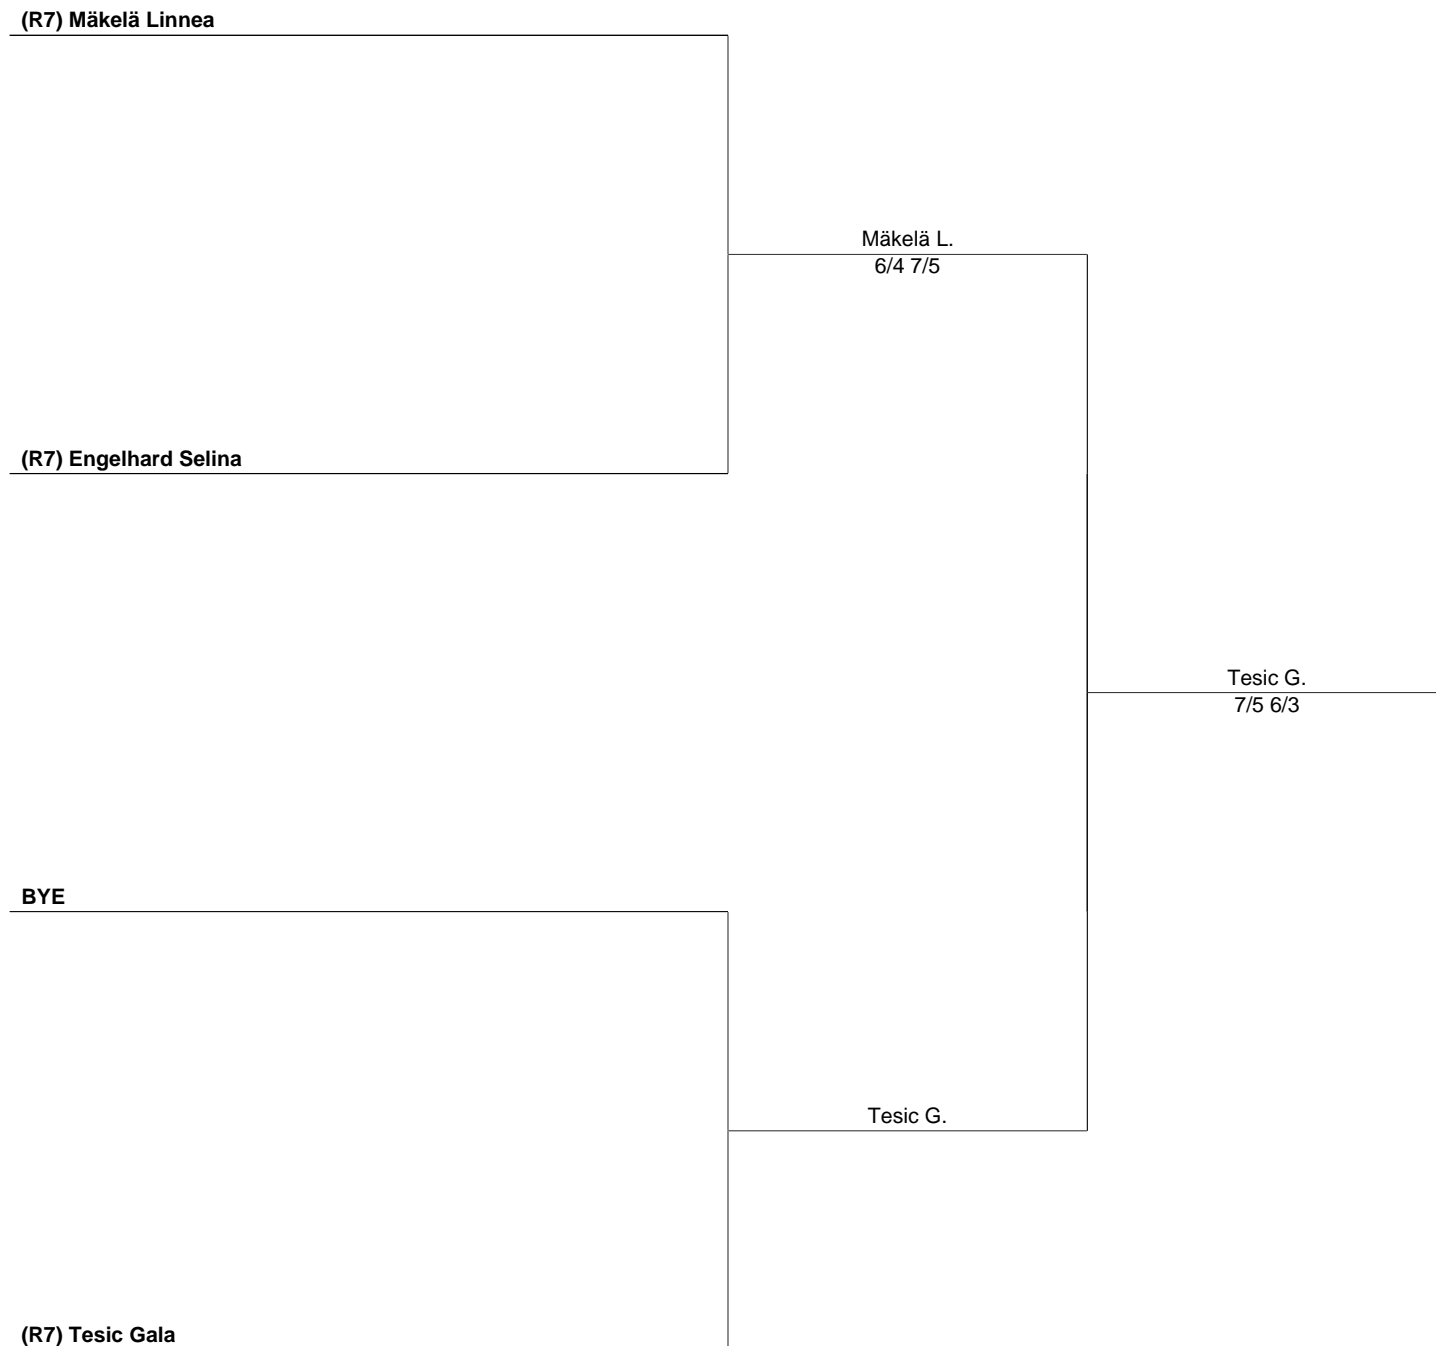 (R7) Mäkelä Linnea
Mäkelä L.
6/4 7/5
(R7) Engelhard Selina
Tesic G.
7/5 6/3
BYE
Tesic G.
(R7) Tesic Gala